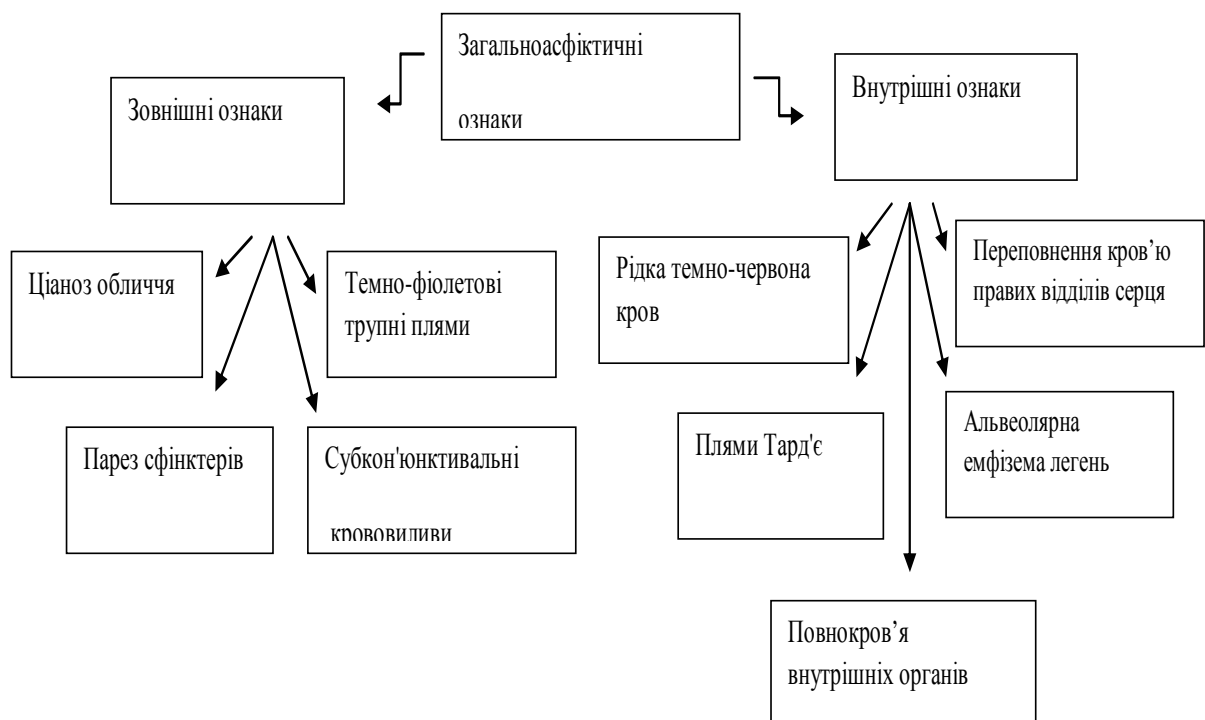 Загальноасфіктичні
ознаки
Зовнішні ознаки
Внутрішні ознаки
Ціаноз обличчя
Темно-фіолетові
трупні плями
Рідка темно-червона
кров
Переповнення кров’ю
правих відділів серця
Парез сфінктерів
Субкон'юнктивальні
крововиливи
Плями Тард'є
Альвеолярна
емфізема легень
Повнокров’я
внутрішніх органів